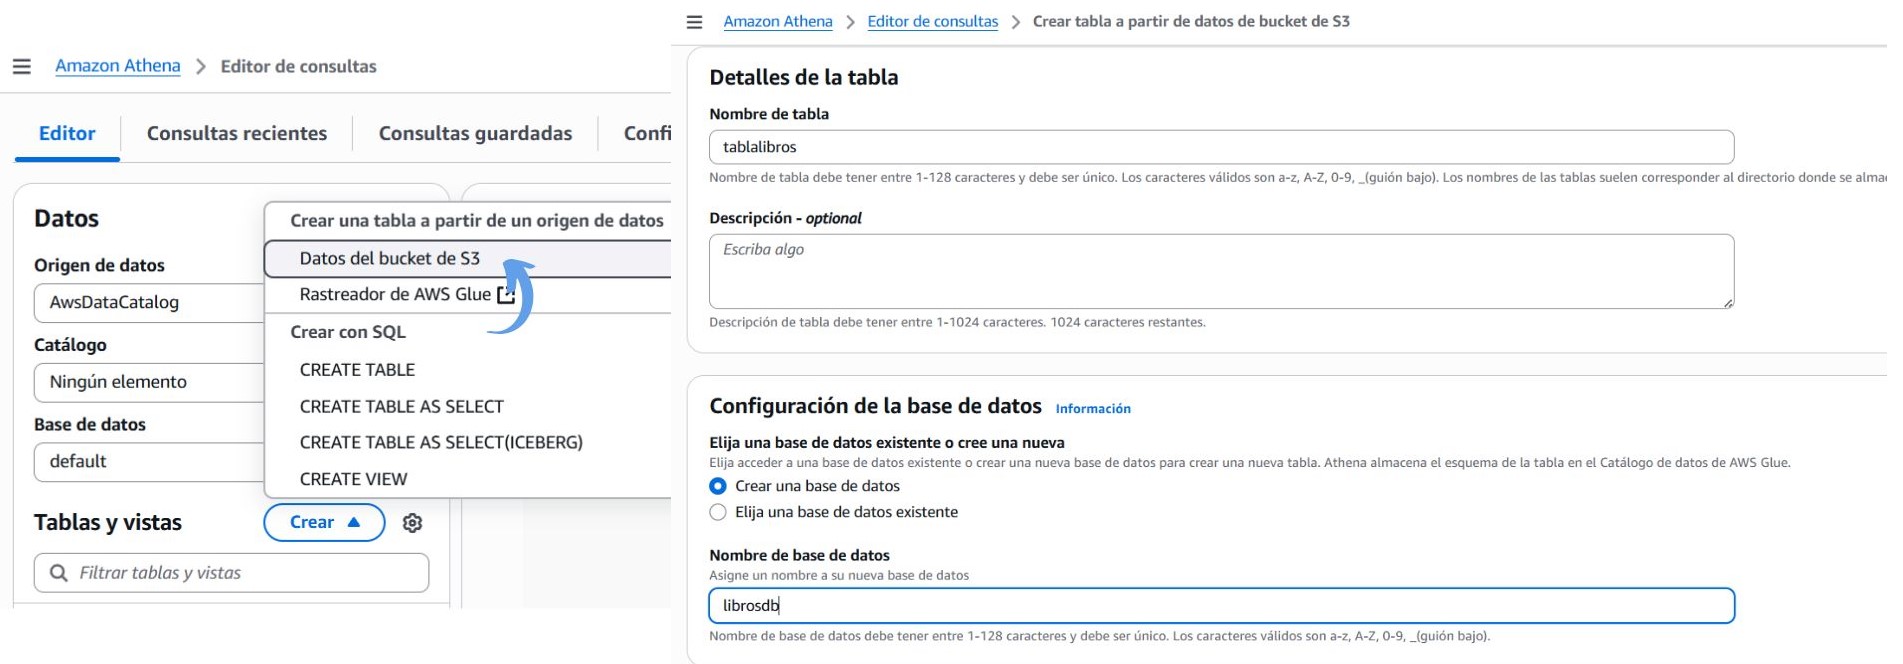 Amazon Athena > Editor de consultas
Editor
Consultas recientes
Consultas guardadas
Confi
Datos
Origen de datos
AwsDataCatalog
Catálogo
Ningún elemento
Base de datos
default
Crear una tabla a partir de un origen de datos
Datos del bucket de S3
Rastreador de AWS Glue
Crear con SQL
CREATE TABLE
CREATE TABLE AS SELECT
CREATE TABLE AS SELECT(ICEBERG)
CREATE VIEW
Tablas y vistas
Crear
Filtrar tablas y vistas
Amazon Athena > Editor de consultas > Crear tabla a partir de datos de bucket de S3
Detalles de la tabla
Nombre de tabla
tablalibros
Nombre de tabla debe tener entre 1-128 caracteres y debe ser único. Los caracteres válidos son a-z, A-Z, 0-9, _(guión bajo). Los nombres de las tablas suelen corresponder al directorio donde se alma
Descripción - optional
Escriba algo
Descripción de tabla debe tener entre 1-1024 caracteres. 1024 caracteres restantes.
Configuración de la base de datos Información
Elija una base de datos existente o cree una nueva
Elija acceder a una base de datos existente o crear una nueva base de datos para crear una nueva tabla. Athena almacena el esquema de la tabla en el Catálogo de datos de AWS Glue.
Crear una base de datos
Elija una base de datos existente
Nombre de base de datos
Asigne un nombre a su nueva base de datos
librosdb
Nombre de base de datos debe tener entre 1-128 caracteres y debe ser único. Los caracteres válidos son a-z, A-Z, 0-9, _(guión bajo).